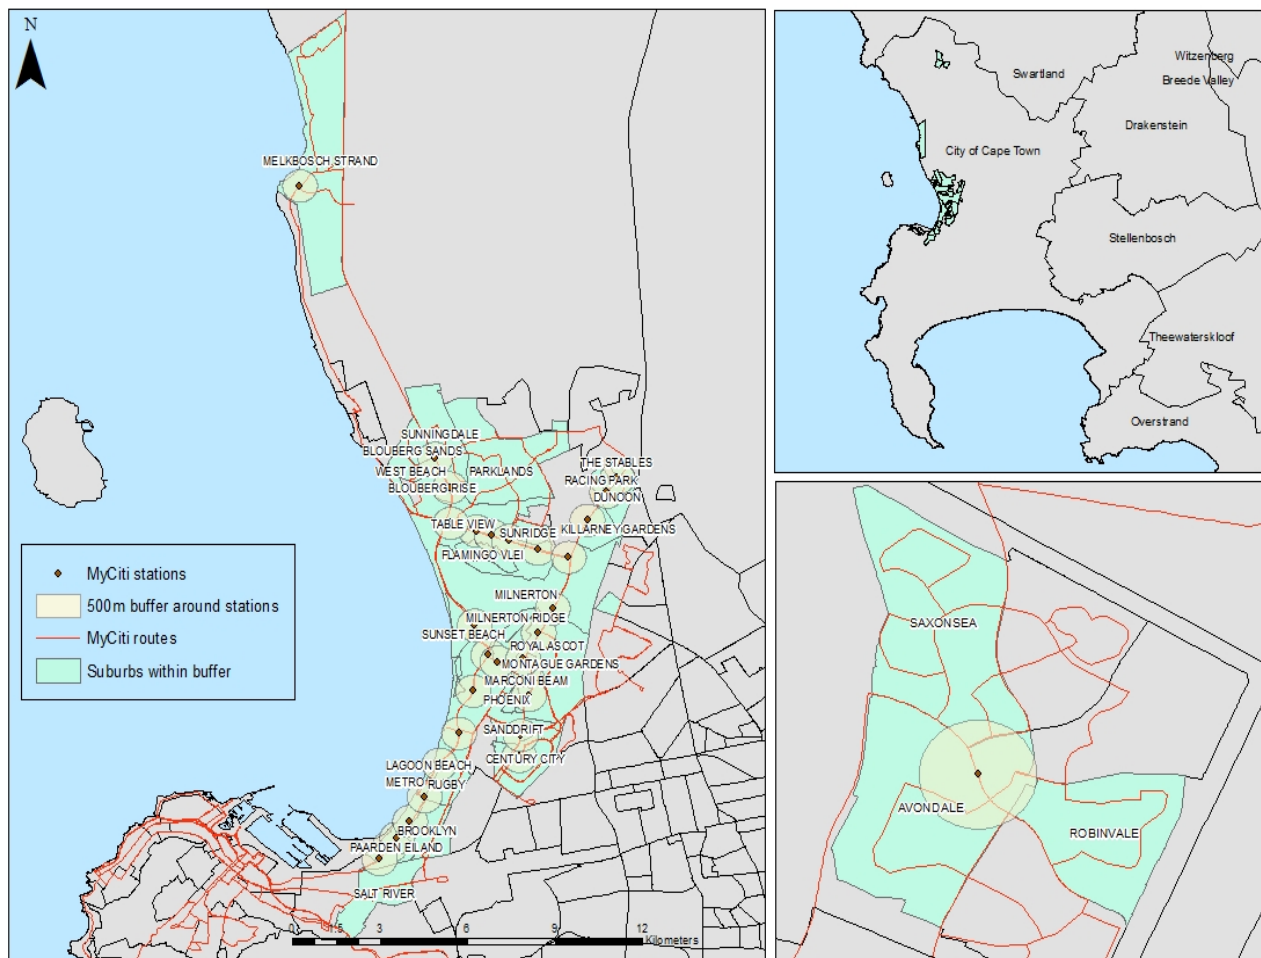 N
MELKBOSCH STRAND
SUNNINGDALE
BLOUBERG SANDS
WEST BEACH
PARKLANDS
BLOUBERG RISE
THE STABLES
RACING PARK
DUNOON
TABLE VIEW
SUNRIDGE
KILLARNEY GARDENS
FLAMINGO VLEI
MILNERTON
MILNERTON RIDGE
SUNSET BEACH
ROYAL ASCOT
MONTAGUE GARDENS
MARCONI BEAM
PHOENIX
SANDDRIFT
CENTURY CITY
LAGOON BEACH
METRO
RUGBY
BROOKLYN
PAARDEN EILAND
SALT RIVER
0 1.5 3 6 9 12
Kilometers
MyCiti stations
500m buffer around stations
MyCiti routes
Suburbs within buffer
Witzenberg
Swartland
Breede Valley
Drakenstein
City of Cape Town
Stellenbosch
Theewaterskloof
Overstrand
SAXONSEA
AVONDALE
ROBINVALE